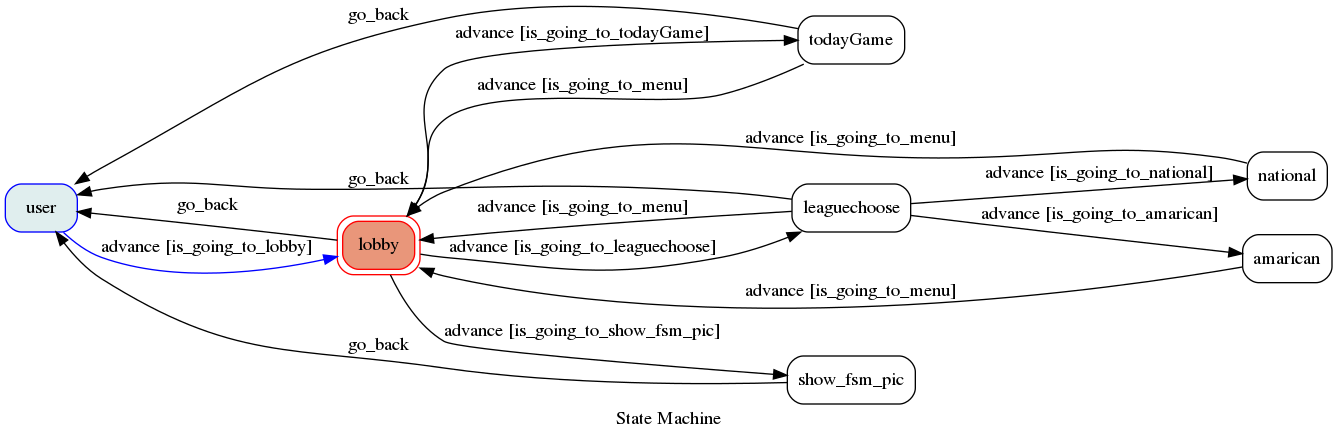 go_back
advance [is_going_to_todayGame]
todayGame
advance [is_going_to_menu]
advance [is_going_to_menu]
advance [is_going_to_national]
national
go_back
user
go_back
advance [is_going_to_menu]
leaguechoose
advance [is_going_to_amarican]
advance [is_going_to_lobby]
lobby
advance [is_going_to_leaguechoose]
amarican
advance [is_going_to_menu]
advance [is_going_to_show_fsm_pic]
go_back
show_fsm_pic
State Machine